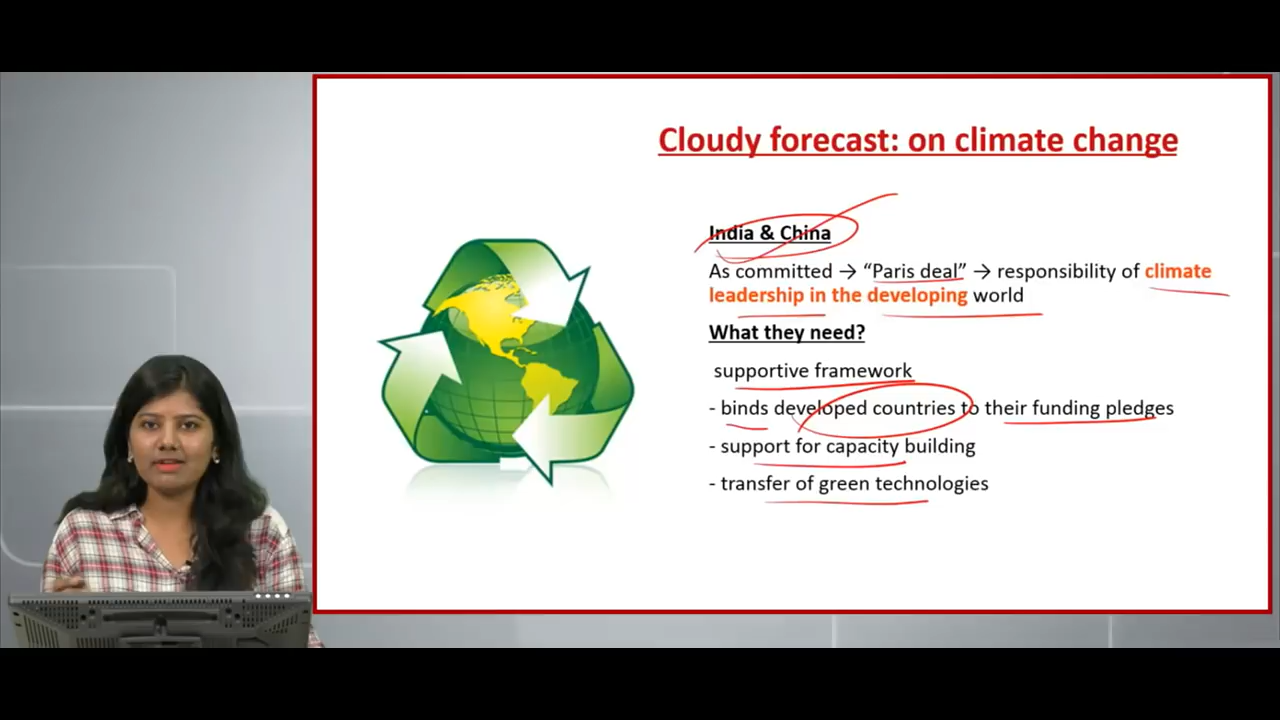 Cloudy forecast: on climate change
India & China
As committed → “Paris deal” → responsibility of climate
leadership in the developing world
What they need?
supportive framework
- binds developed countries to their funding pledges
- support for capacity building
- transfer of green technologies